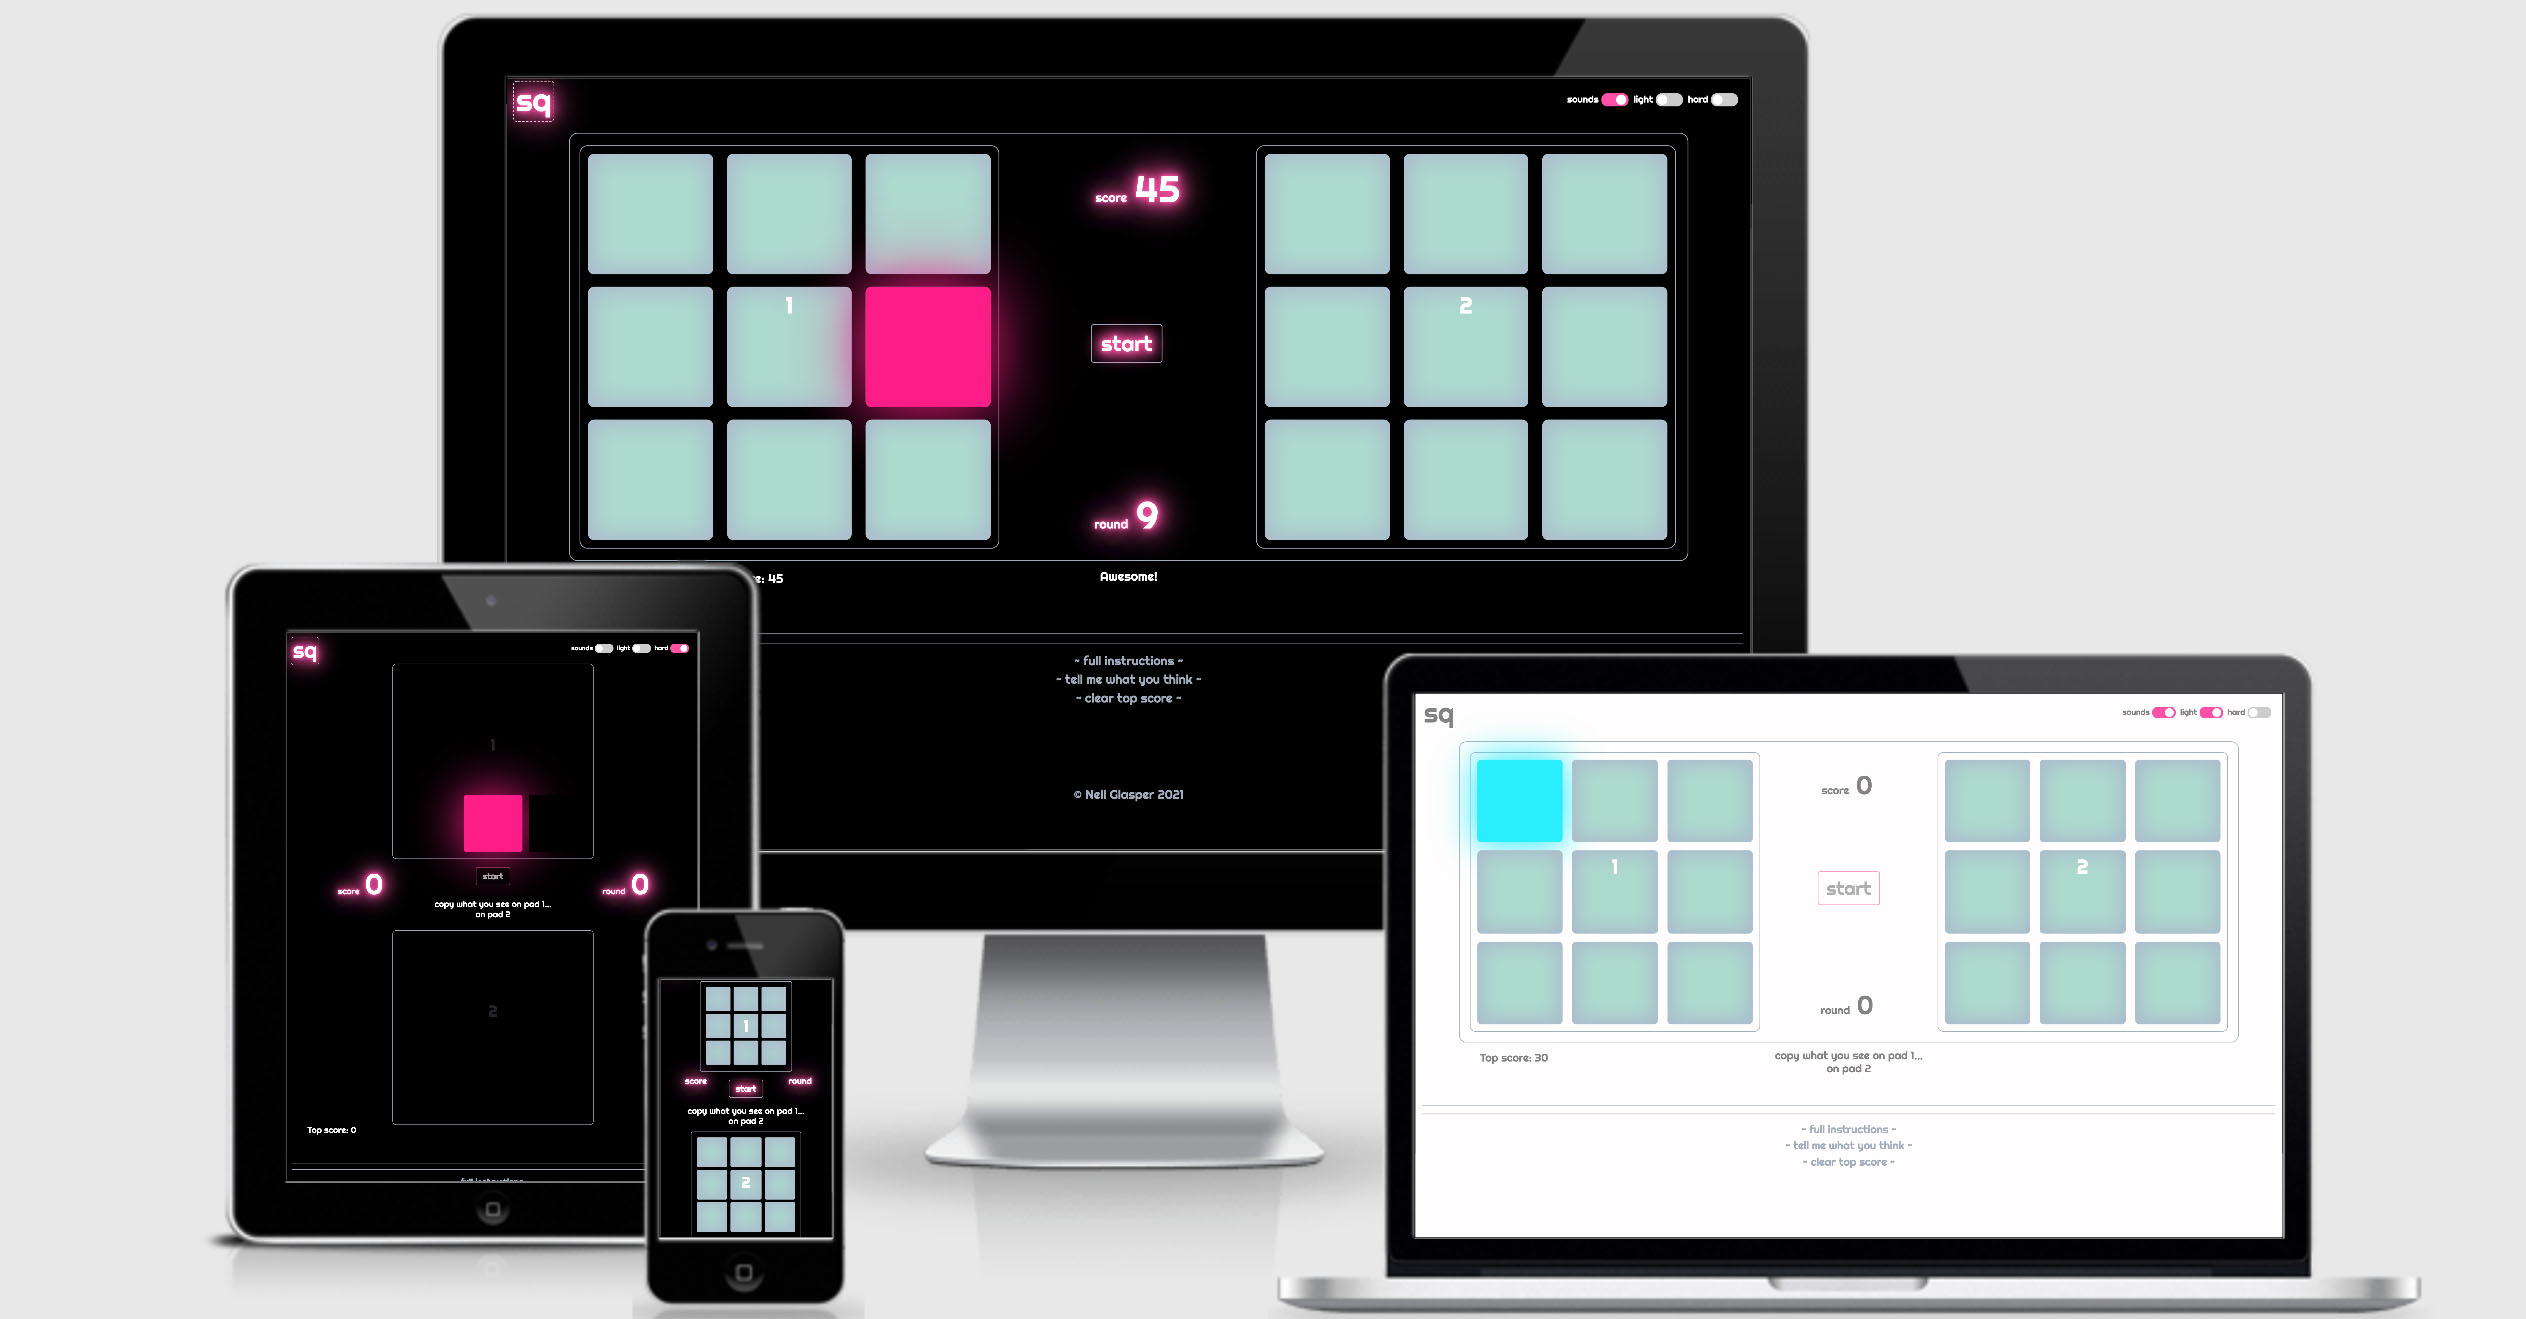 sq
sounds light hard
score 45
1
2
start
round 9
e: 45
Awesome!
~ full instructions ~
~ tell me what you think ~
~ clear top score ~
© Neil Glasper 2021
sq
sounds light hard
1
score 0
start
round 0
copy what you see on pad 1...
on pad 2
2
Top score: 0
1
score
start
round
copy what you see on pad 1...
on pad 2
2
sq
sounds light hard
score 0
1
2
start
round 0
Top score: 30
copy what you see on pad 1...
on pad 2
~ full instructions ~
~ tell me what you think ~
~ clear top score ~